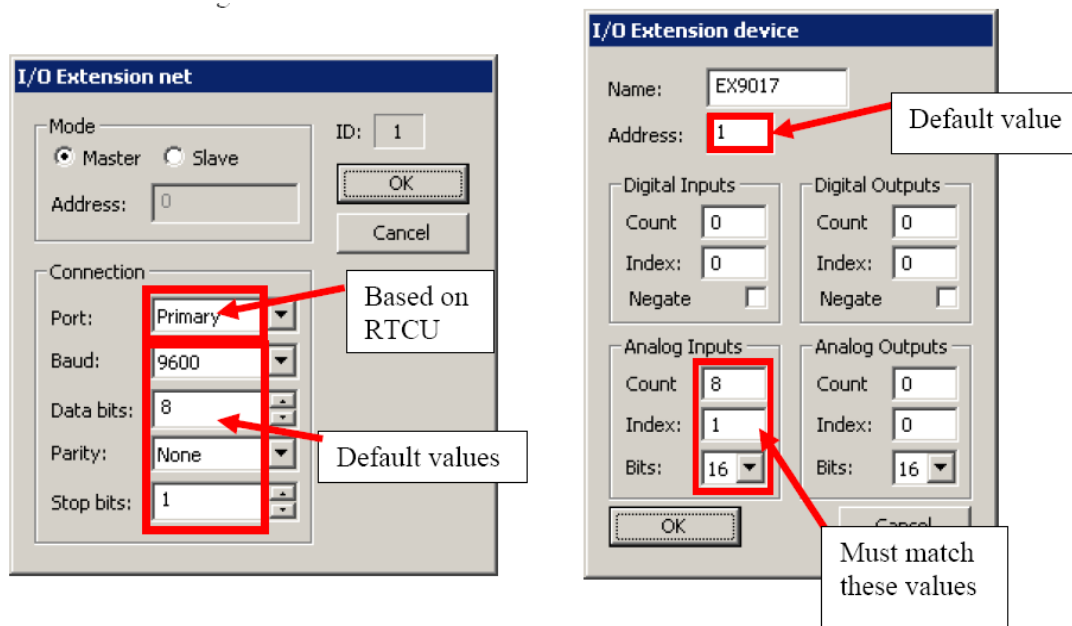 I/O Extension net
Mode
Master Slave
Address: 0
ID: 1
OK
Cancel
Connection
Port: Primary
Baud: 9600
Data bits: 8
Parity: None
Stop bits: 1
Based on
RTCU
Default values
I/O Extension device
Name: EX9017
Address: 1
Default value
Digital Inputs
Count 0
Index: 0
Negate
Digital Outputs
Count 0
Index: 0
Negate
Analog Inputs
Count 8
Index: 1
Bits: 16
Analog Outputs
Count 0
Index: 0
Bits: 16
OK
Cancel
Must match
these values